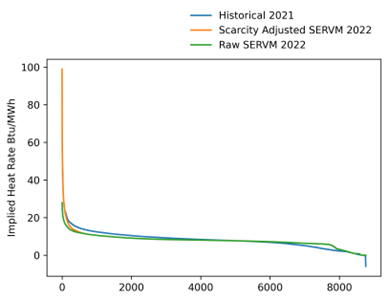 Historical 2021
Scarcity Adjusted SERVM 2022
Raw SERVM 2022
Implied Heat Rate Btu/MWh
100
80
60
40
20
0
0
2000
4000
6000
8000